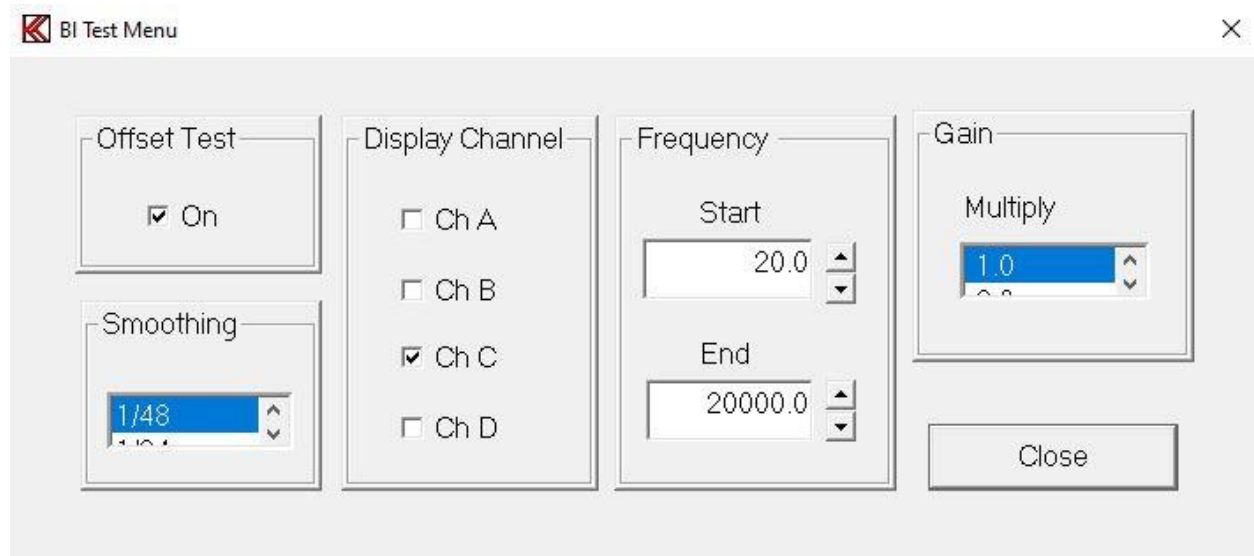 BI Test Menu
Offset Test
On
Smoothing
1/48
Display Channel
Ch A
Ch B
Ch C
Ch D
Frequency
Start
20.0
End
20000.0
Gain
Multiply
1.0
Close